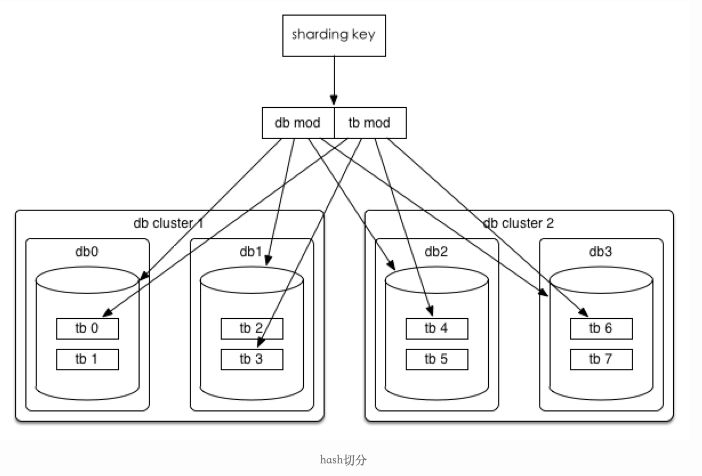 sharding key
db mod
tb mod
db cluster 1
db cluster 2
db0
db1
db2
db3
tb 0
tb 2
tb 4
tb 6
tb 1
tb 3
tb 5
tb 7
hash切分